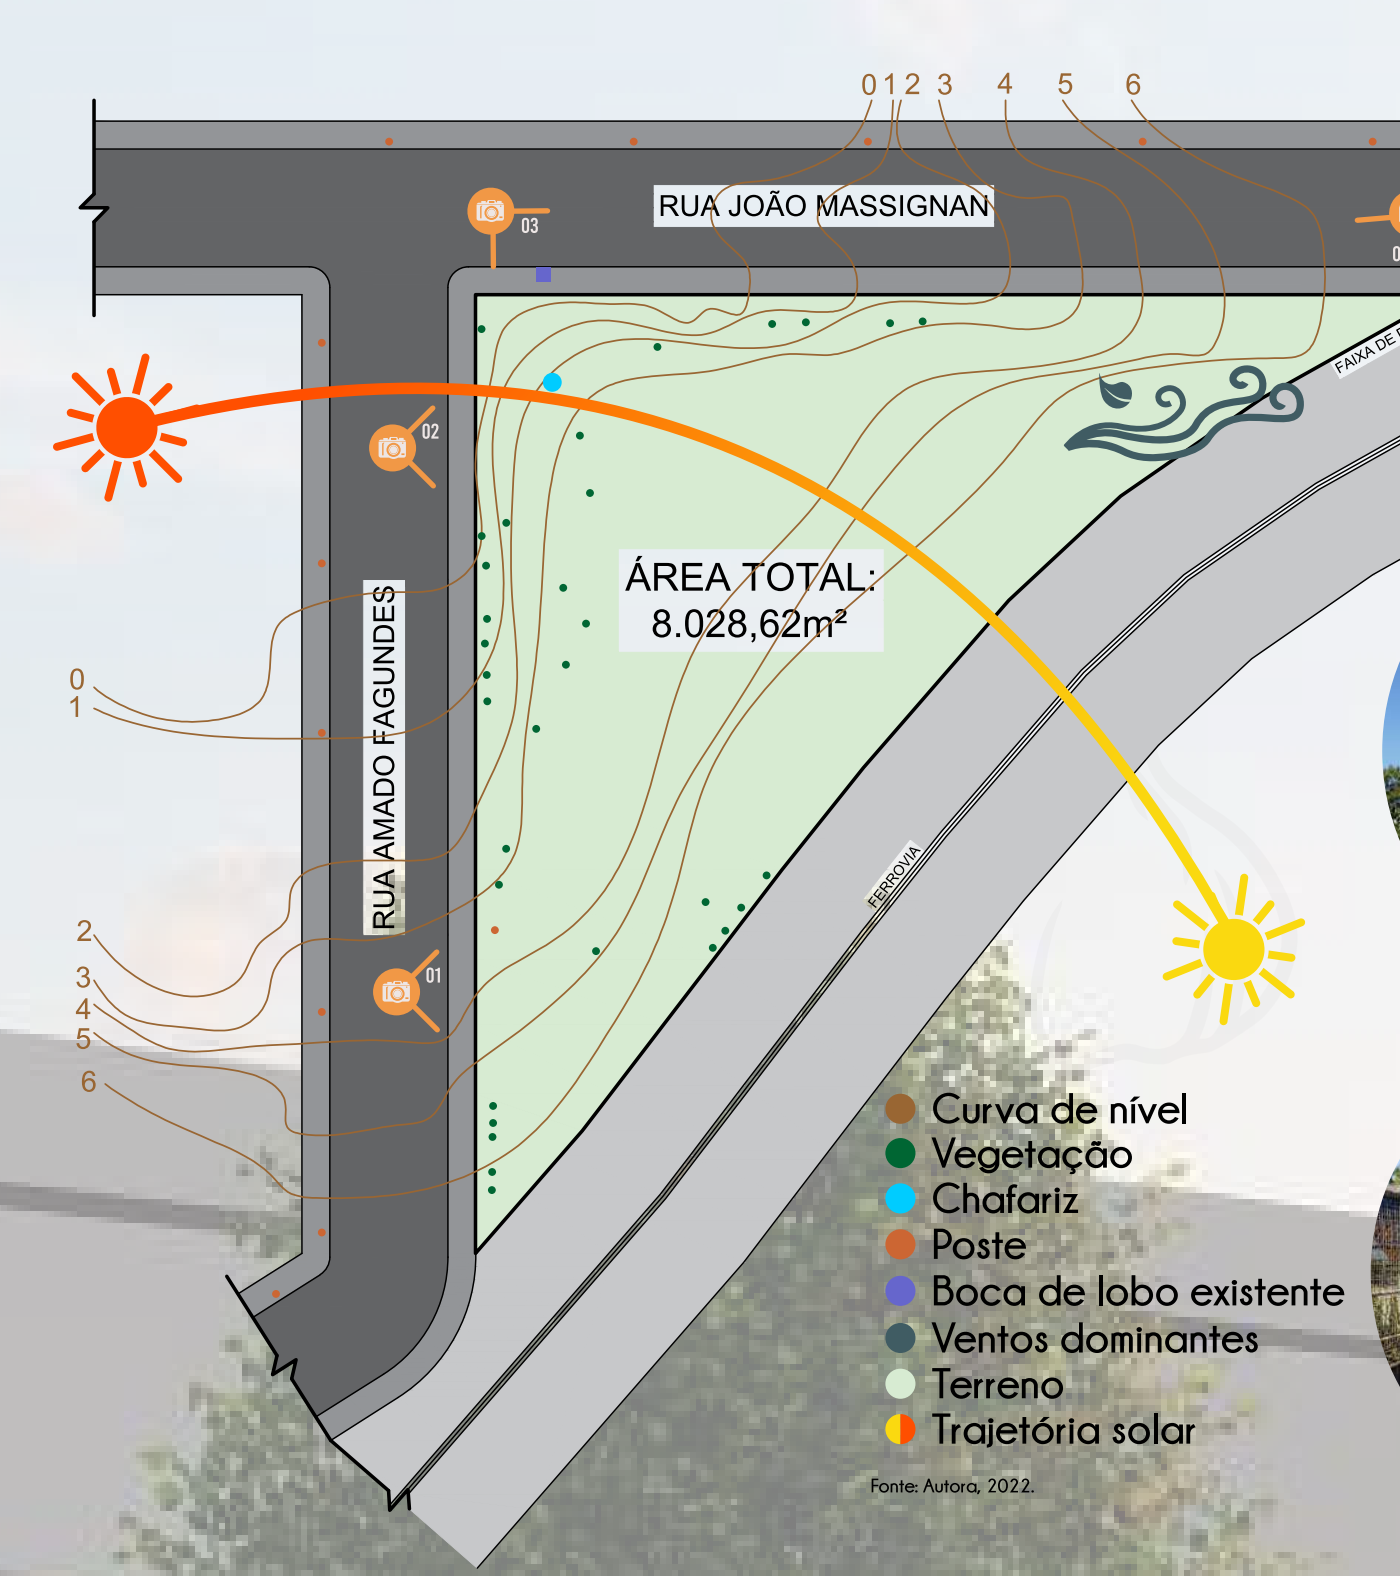 0 1 2 3 4 5 6
RUA JOÃO MASSIGNAN
03
FAIXA DE
02
ÁREA TOTAL:
8.028,62m²
RUA AMADO FAGUNDES
0
1
FERROVIA
2
3
4
5
6
01
Curva de nível
Vegetação
Chafariz
Poste
Boca de lobo existente
Ventos dominantes
Terreno
Trajetória solar
Fonte: Autora, 2022.